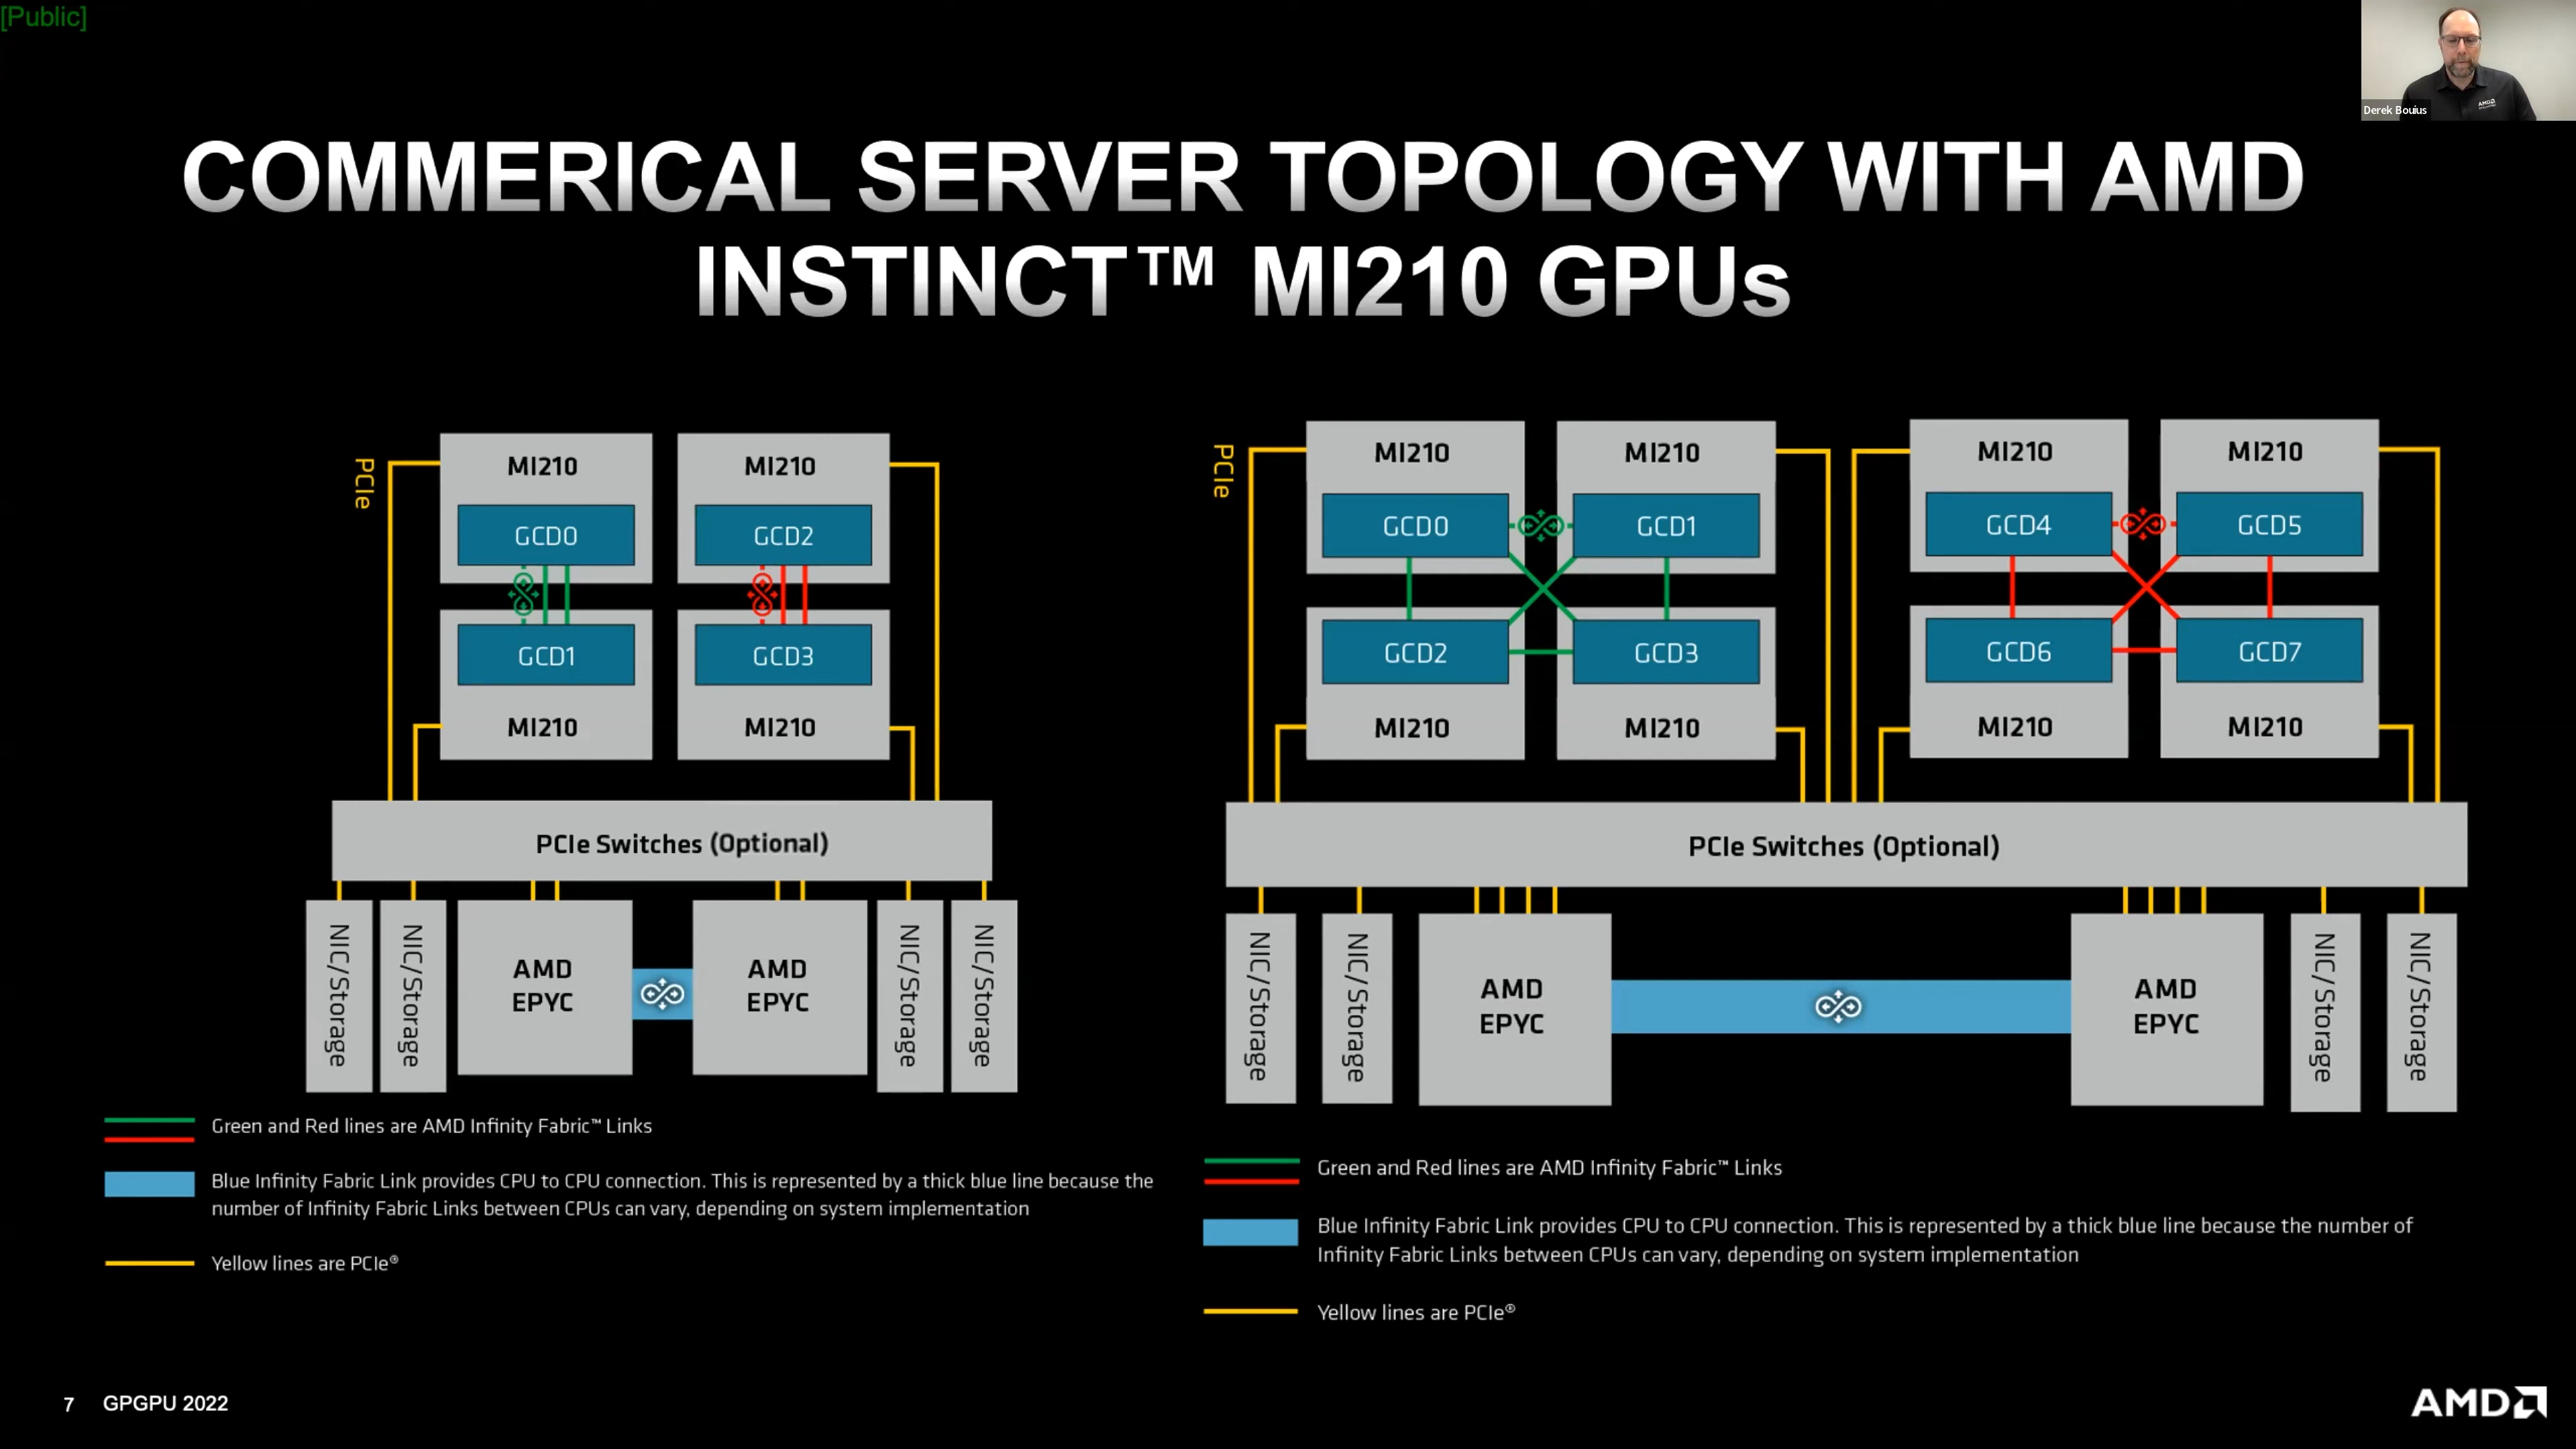 [Public]
Derek Bouius
AMD
COMMERICAL SERVER TOPOLOGY WITH AMD
INSTINCT™ MI210 GPUs
PCIe
MI210
MI210
GCD0
GCD2
GCD1
GCD3
MI210
MI210
PCIe Switches (Optional)
NIC/Storage
NIC/Storage
AMD
EPYC
AMD
EPYC
NIC/Storage
NIC/Storage
Green and Red lines are AMD Infinity Fabric™ Links
Blue Infinity Fabric Link provides CPU to CPU connection. This is represented by a thick blue line because the
number of Infinity Fabric Links between CPUs can vary, depending on system implementation
Yellow lines are PCIe®
PCIe
MI210
MI210
MI210
MI210
GCD0
GCD1
GCD4
GCD5
GCD2
GCD3
GCD6
GCD7
MI210
MI210
MI210
MI210
PCIe Switches (Optional)
NIC/Storage
NIC/Storage
AMD
EPYC
AMD
EPYC
NIC/Storage
NIC/Storage
Green and Red lines are AMD Infinity Fabric™ Links
Blue Infinity Fabric Link provides CPU to CPU connection. This is represented by a thick blue line because the number of
Infinity Fabric Links between CPUs can vary, depending on system implementation
Yellow lines are PCIe®
7 GPGPU 2022
AMD